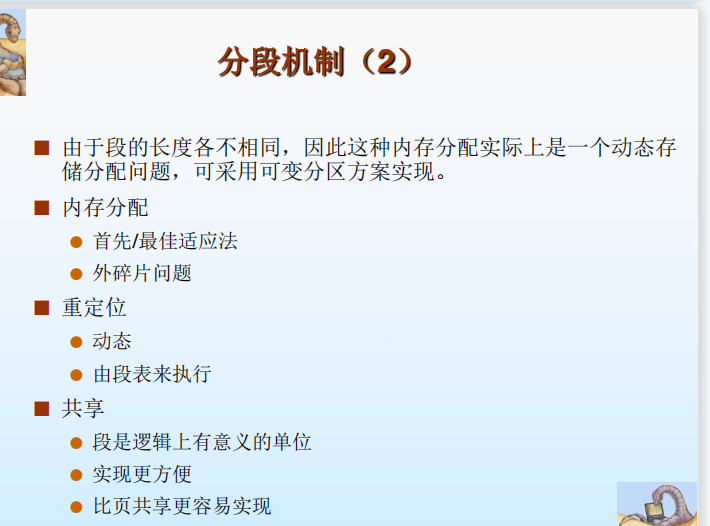 分段机制（2）
由于段的长度各不相同，因此这种内存分配实际上是一个动态存
储分配问题，可采用可变分区方案实现。
内存分配
首先/最佳适应法
外碎片问题
重定位
动态
由段表来执行
共享
段是逻辑上有意义的单位
实现更方便
比页共享更容易实现